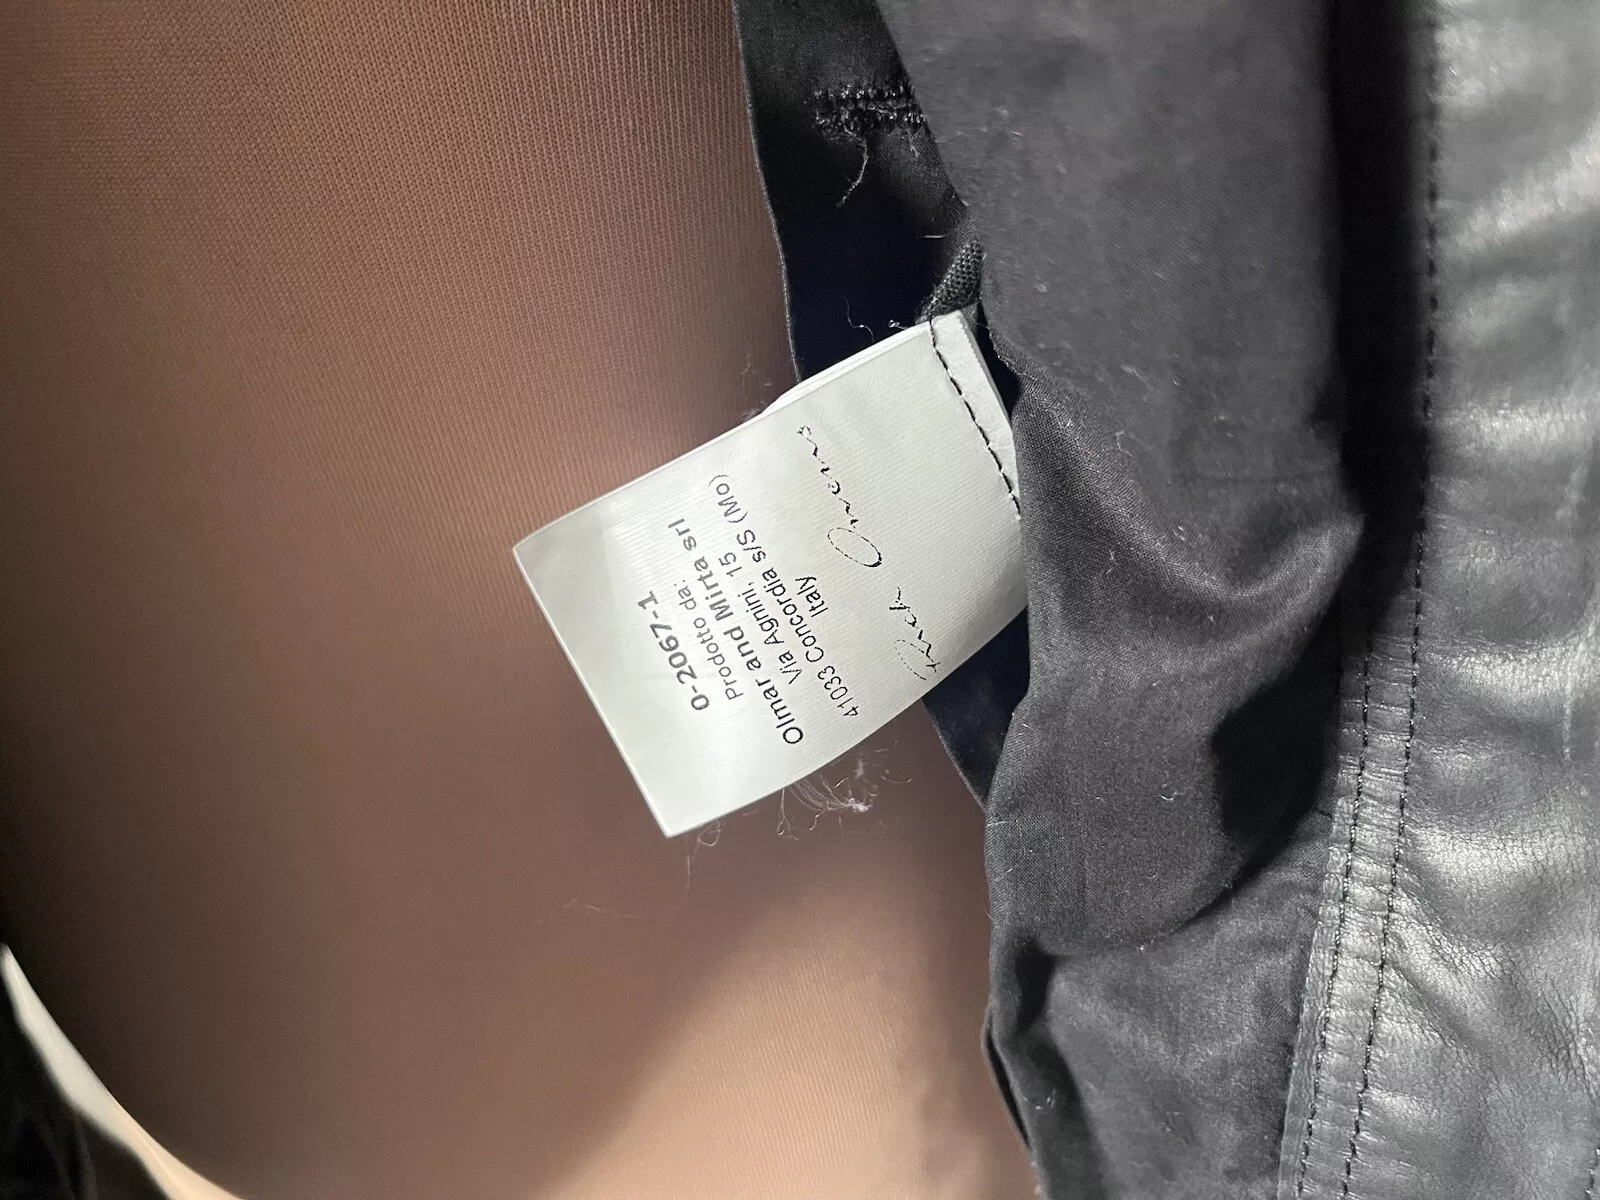 0-2067-1
Prodotto da:
Olmar and Mirta srl
Via Agnini, 15
41033 Concordia s/S (Mo)
Italy
Rick Owens